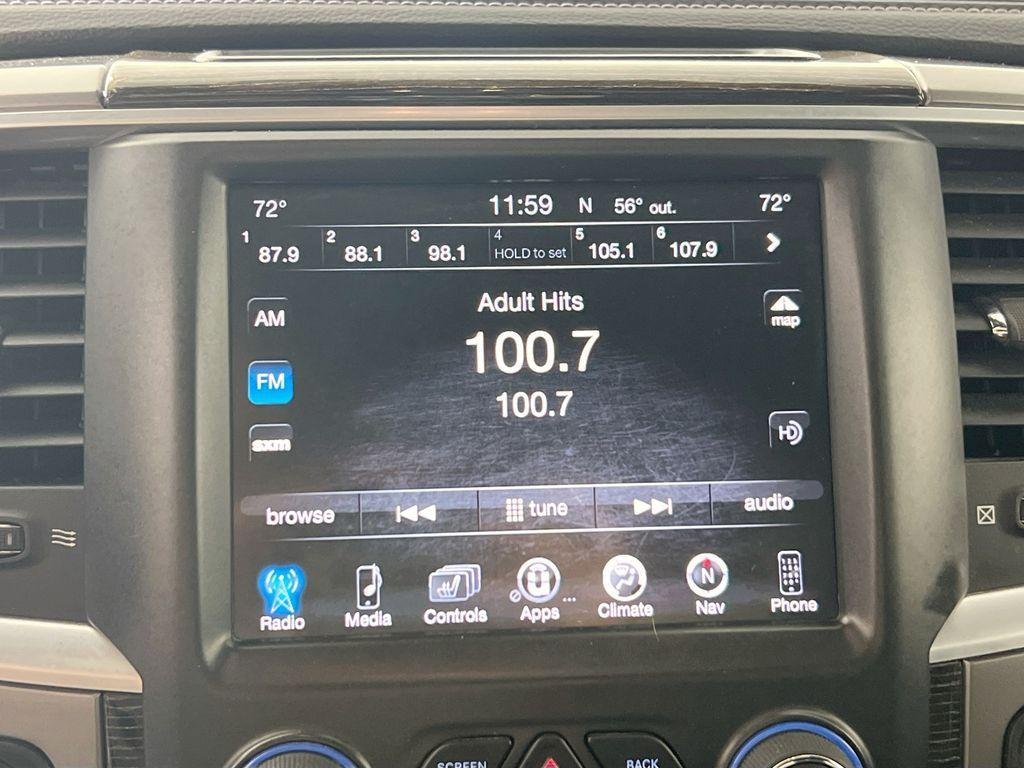 72° 11:59 N 56° out. 72°
1 87.9 2 88.1 3 98.1 4 HOLD to set 5 105.1 6 107.9
Adult Hits
AM
map
100.7
FM
100.7
sxm
HD
browse tune audio
Radio Media Controls Apps ... Climate N Nav Phone
SCREEN BACK